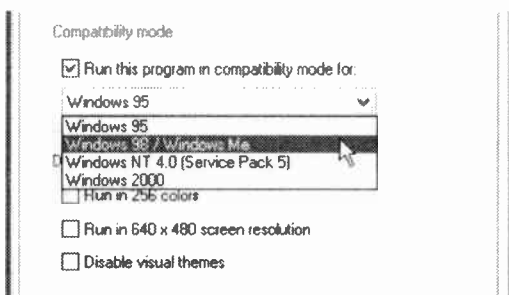 Compatibility mode
Run this program in compatibility mode for:
Windows 95
Windows 95
Windows 98 / Windows Me
Windows NT 4.0 (Service Pack 5)
D
Windows 2000
Run in 256 colors
Run in 640 x 480 screen resolution
Disable visual themes